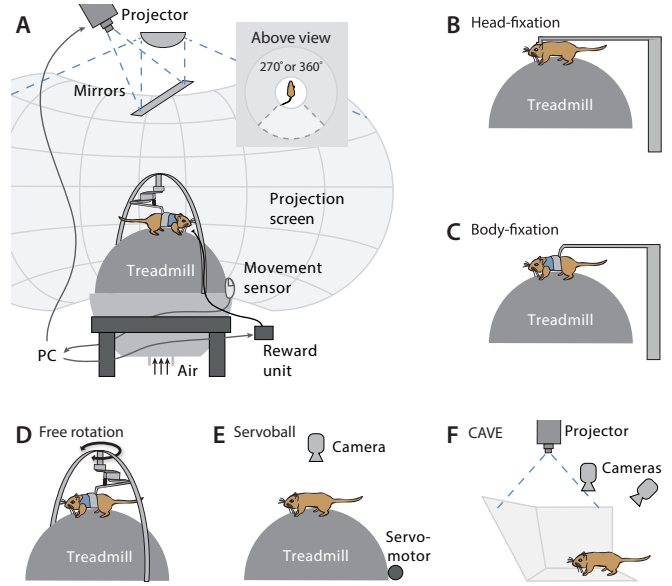 A
Projector
Mirrors
Above view
270° or 360°
Projection
screen
Treadmill
Movement
sensor
PC
Air
Reward
unit
B Head-fixation
Treadmill
C Body-fixation
Treadmill
D Free rotation
Treadmill
E Servoball
Camera
Treadmill
Servo-
motor
F CAVE
Projector
Cameras